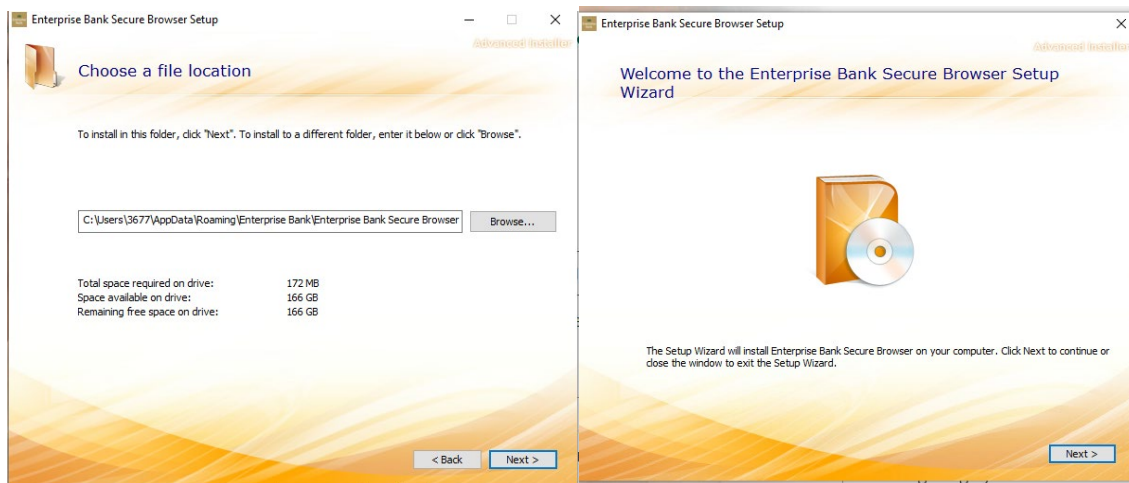 Enterprise Bank Secure Browser Setup
Advanced Installer
Choose a file location
To install in this folder, click "Next". To install to a different folder, enter it below or click "Browse".
C:\Users\3677\AppData\Roaming\Enterprise Bank\Enterprise Bank Secure Browser
Browse...
Total space required on drive: 172 MB
Space available on drive: 166 GB
Remaining free space on drive: 166 GB
< Back
Next >
Enterprise Bank Secure Browser Setup
Advanced Installer
Welcome to the Enterprise Bank Secure Browser Setup
Wizard
The Setup Wizard will install Enterprise Bank Secure Browser on your computer. Click Next to continue or
close the window to exit the Setup Wizard.
Next >